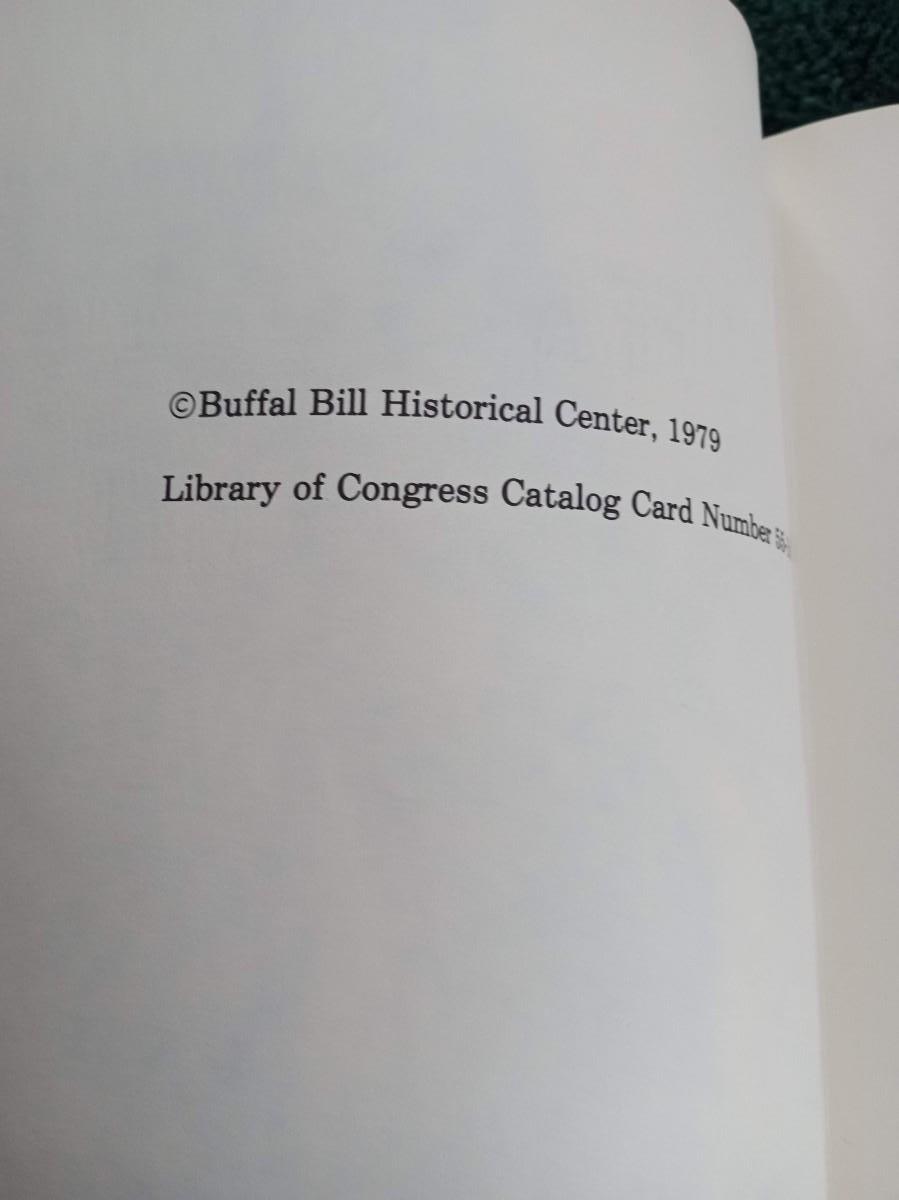 ©Buffal Bill Historical Center, 1979
Library of Congress Catalog Card Number